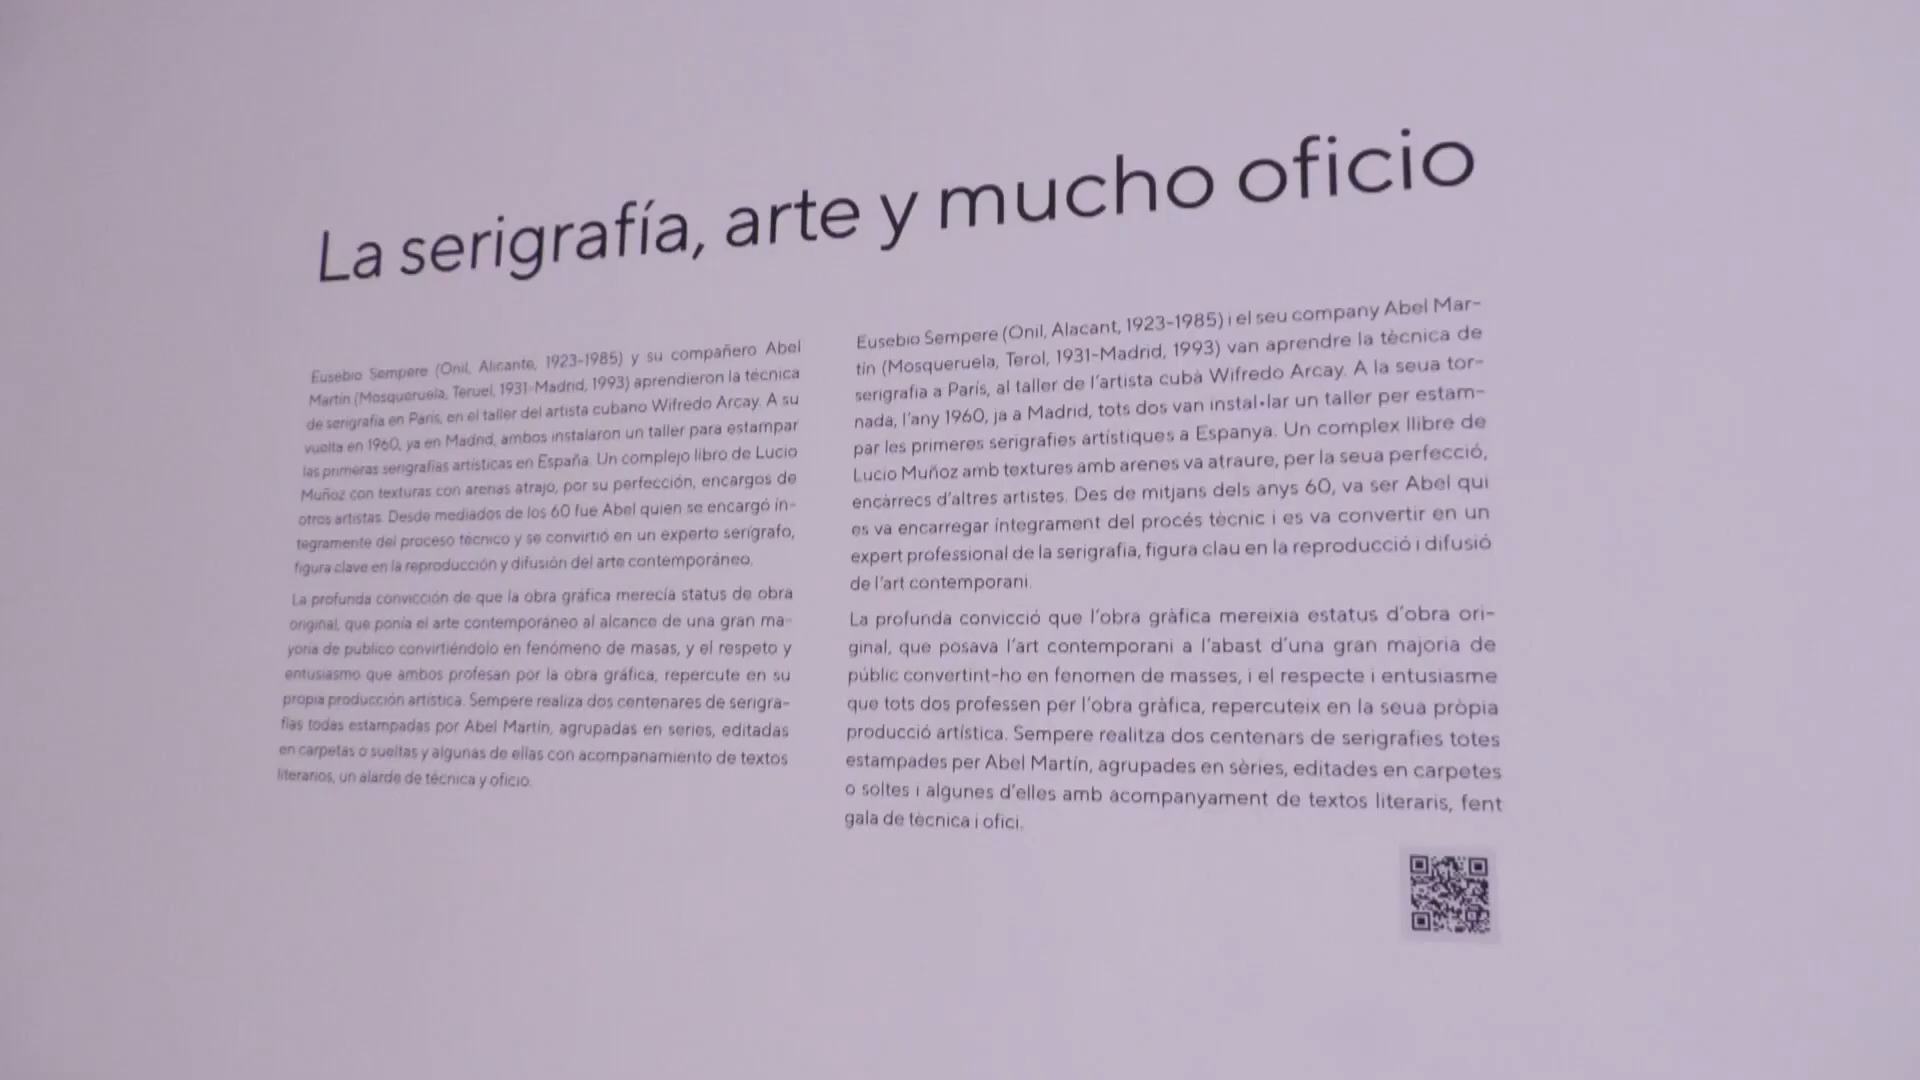 La serigrafía, arte y mucho oficio
Eusebio Sempere (Onil, Alicante, 1923-1985) y su compañero Abel
Martín (Mosqueruela, Teruel, 1931-Madrid, 1993) aprendieron la técnica
de serigrafía en París, en el taller del artista cubano Wifredo Arcay. A su
vuelta en 1960, ya en Madrid, ambos instalaron un taller para estampar
las primeras serigrafías artísticas en España. Un complejo libro de Lucio
Muñoz con texturas con arenas atrajo, por su perfección, encargos de
otros artistas. Desde mediados de los 60 fue Abel quien se encargó ín-
tegramente del proceso técnico y se convirtió en un experto serígrafo,
figura clave en la reproducción y difusión del arte contemporáneo.
La profunda convicción de que la obra gráfica merecía status de obra
original, que ponía el arte contemporáneo al alcance de una gran ma-
yoría de público convirtiéndolo en fenómeno de masas, y el respeto y
entusiasmo que ambos profesan por la obra gráfica, repercute en su
propia producción artística. Sempere realiza dos centenares de serigra-
fías todas estampadas por Abel Martín, agrupadas en series, editadas
en carpetas o sueltas y algunas de ellas con acompañamiento de textos
literarios, un alarde de técnica y oficio.
Eusebio Sempere (Onil, Alacant, 1923-1985) i el seu company Abel Mar-
tín (Mosqueruela, Terol, 1931-Madrid, 1993) van aprendre la tècnica de
serigrafia a París, al taller de l'artista cubà Wifredo Arcay. A la seua tor-
nada, l'any 1960, ja a Madrid, tots dos van instal·lar un taller per estam-
par les primeres serigrafies artístiques a Espanya. Un complex llibre de
Lucio Muñoz amb textures amb arenes va atraure, per la seua perfecció,
encàrrecs d'altres artistes. Des de mitjans dels anys 60, va ser Abel qui
es va encarregar íntegrament del procés tècnic i es va convertir en un
expert professional de la serigrafia, figura clau en la reproducció i difusió
de l'art contemporani.
La profunda convicció que l'obra gràfica mereixia estatus d'obra ori-
ginal, que posava l'art contemporani a l'abast d'una gran majoria de
públic convertint-ho en fenomen de masses, i el respecte i entusiasme
que tots dos professen per l'obra gràfica, repercuteix en la seua pròpia
producció artística. Sempere realitza dos centenars de serigrafies totes
estampades per Abel Martín, agrupades en sèries, editades en carpetes
o soltes i algunes d'elles amb acompanyament de textos literaris, fent
gala de tècnica i ofici.